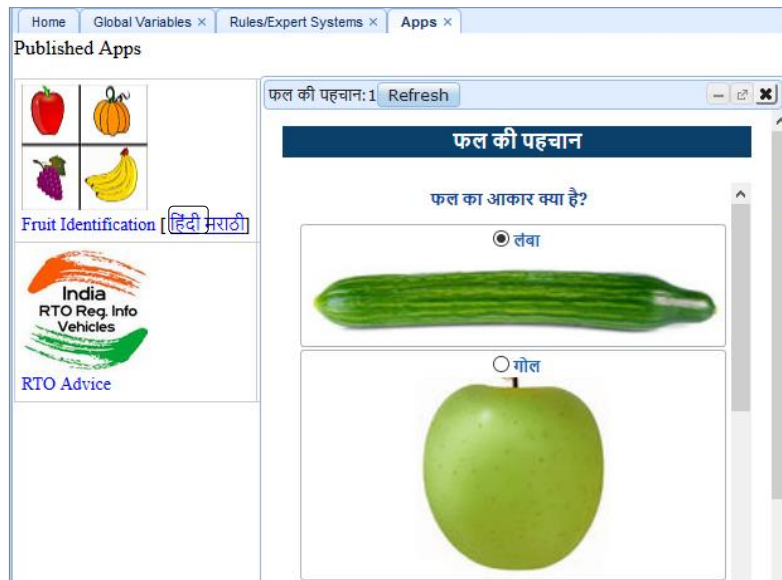 Home Global Variables × Rules/Expert Systems × Apps ×
Published Apps
फल की पहचान:1 Refresh
फल की पहचान
फल का आकार क्या है?
लंबा
गोल
Fruit Identification [ हिंदी मराठी]
India
RTO Reg. Info
Vehicles
RTO Advice